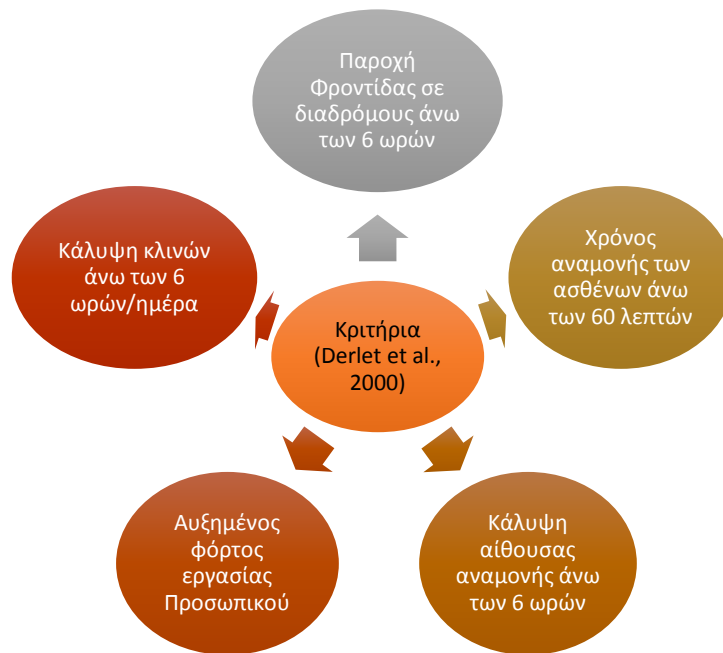 Παροχή
Φροντίδας σε
διαδρόμους άνω
των 6 ωρών
Κάλυψη κλινών
άνω των 6
ωρών/ημέρα
Χρόνος
αναμονής των
ασθένων άνω
των 60 λεπτών
Κριτήρια
(Derlet et al.,
2000)
Αυξημένος
φόρτος
εργασίας
Προσωπικού
Κάλυψη
αίθουσας
αναμονής άνω
των 6 ωρών